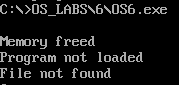 C:\>OS_LABS\6\OS6.exe
Memory freed
Program not loaded
File not found